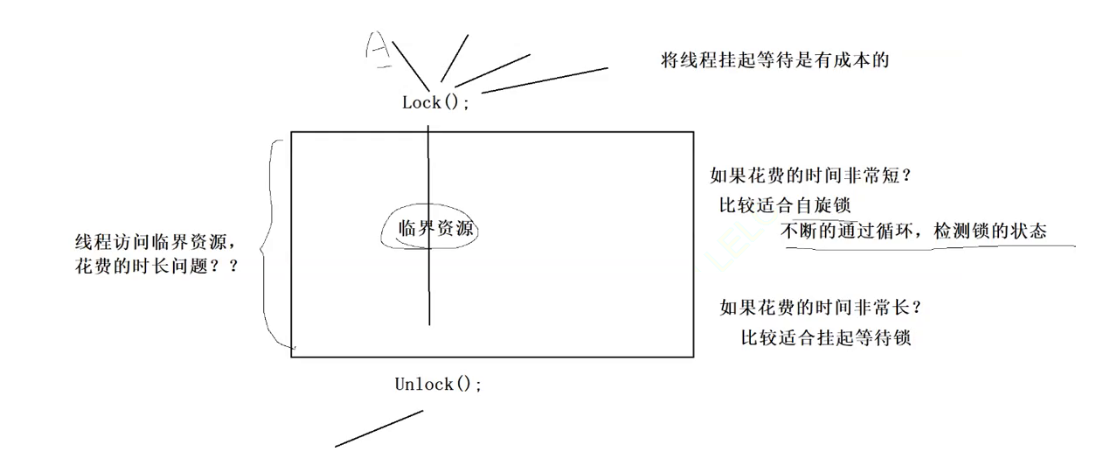 A
将线程挂起等待是有成本的
Lock();
如果花费的时间非常短?
比较适合自旋锁
不断的通过循环，检测锁的状态
临界资源
线程访问临界资源，
花费的时长问题？？
如果花费的时间非常长?
比较适合挂起等待锁
Unlock();